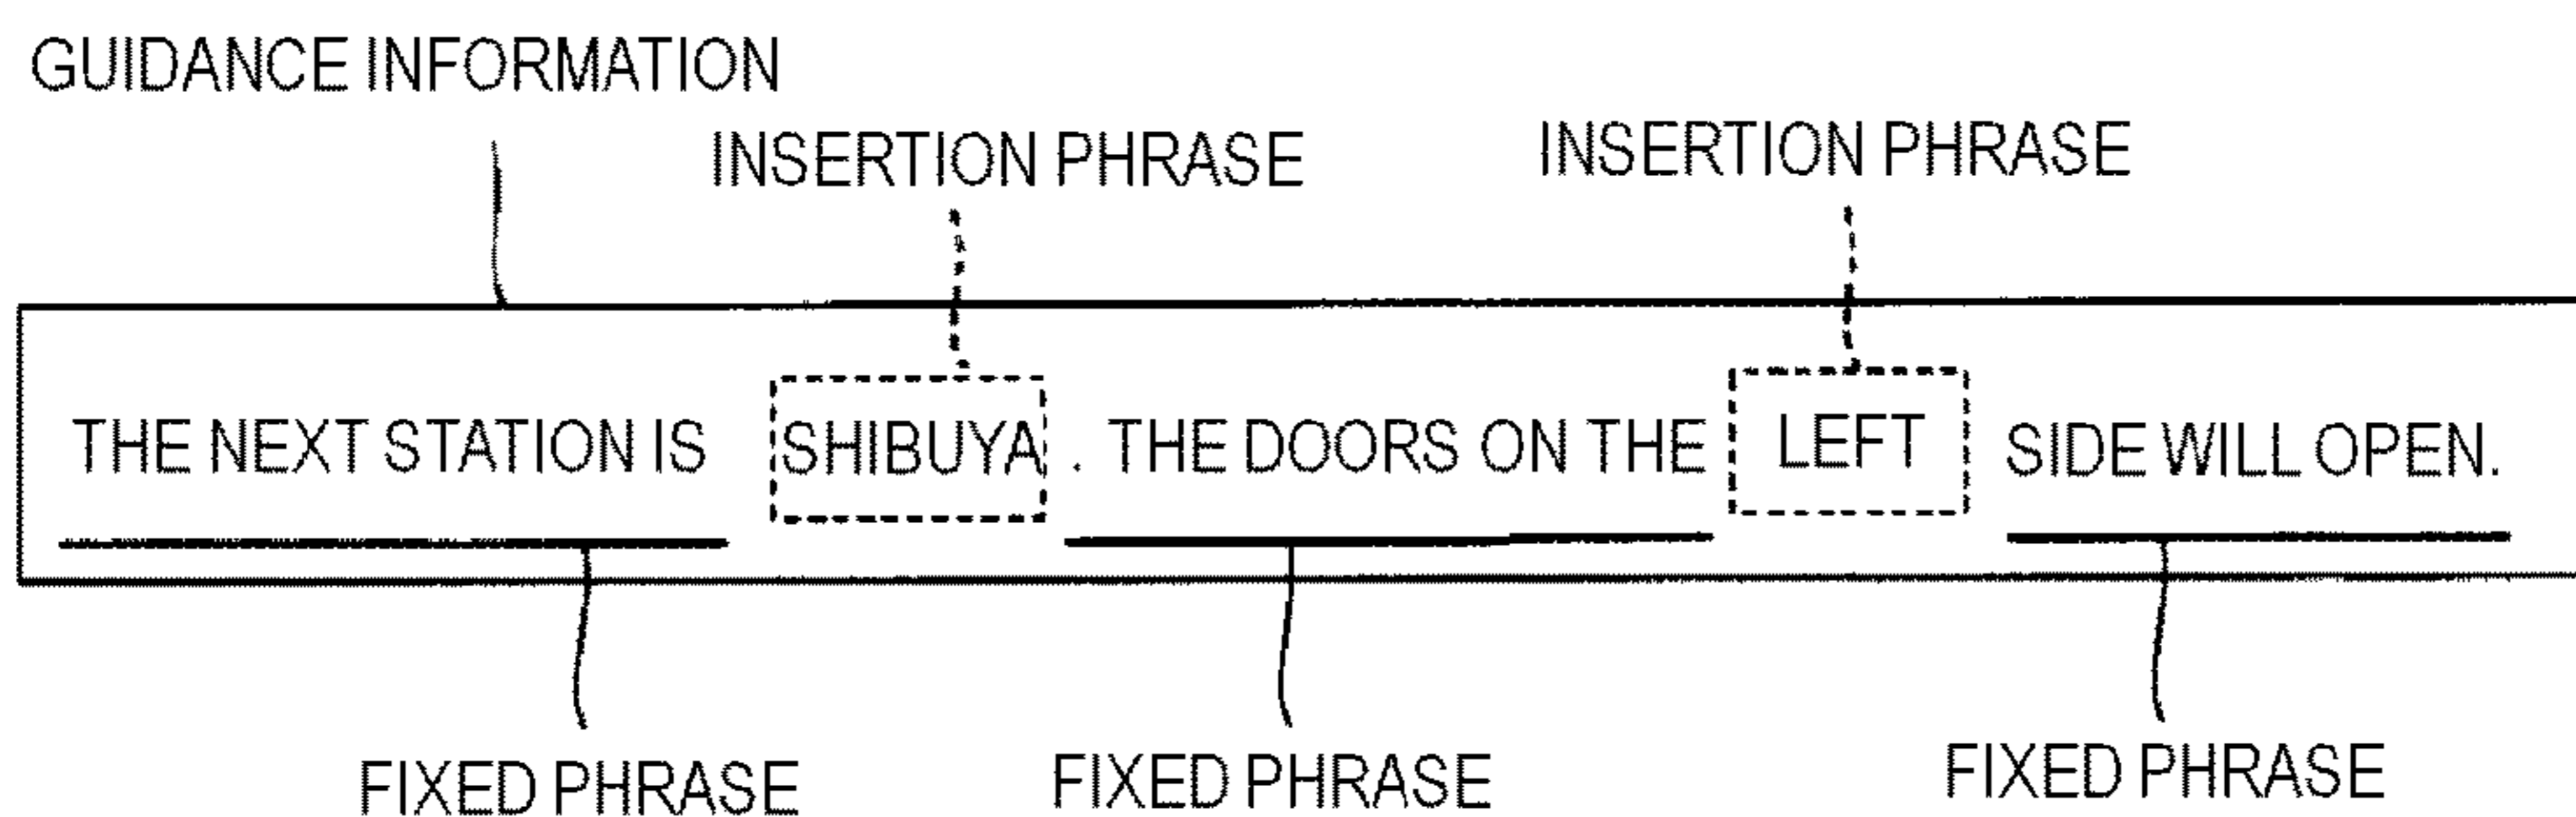 GUIDANCE INFORMATION
INSERTION PHRASE INSERTION PHRASE
THE NEXT STATION IS SHIBUYA . THE DOORS ON THE LEFT SIDE WILL OPEN.
FIXED PHRASE FIXED PHRASE FIXED PHRASE